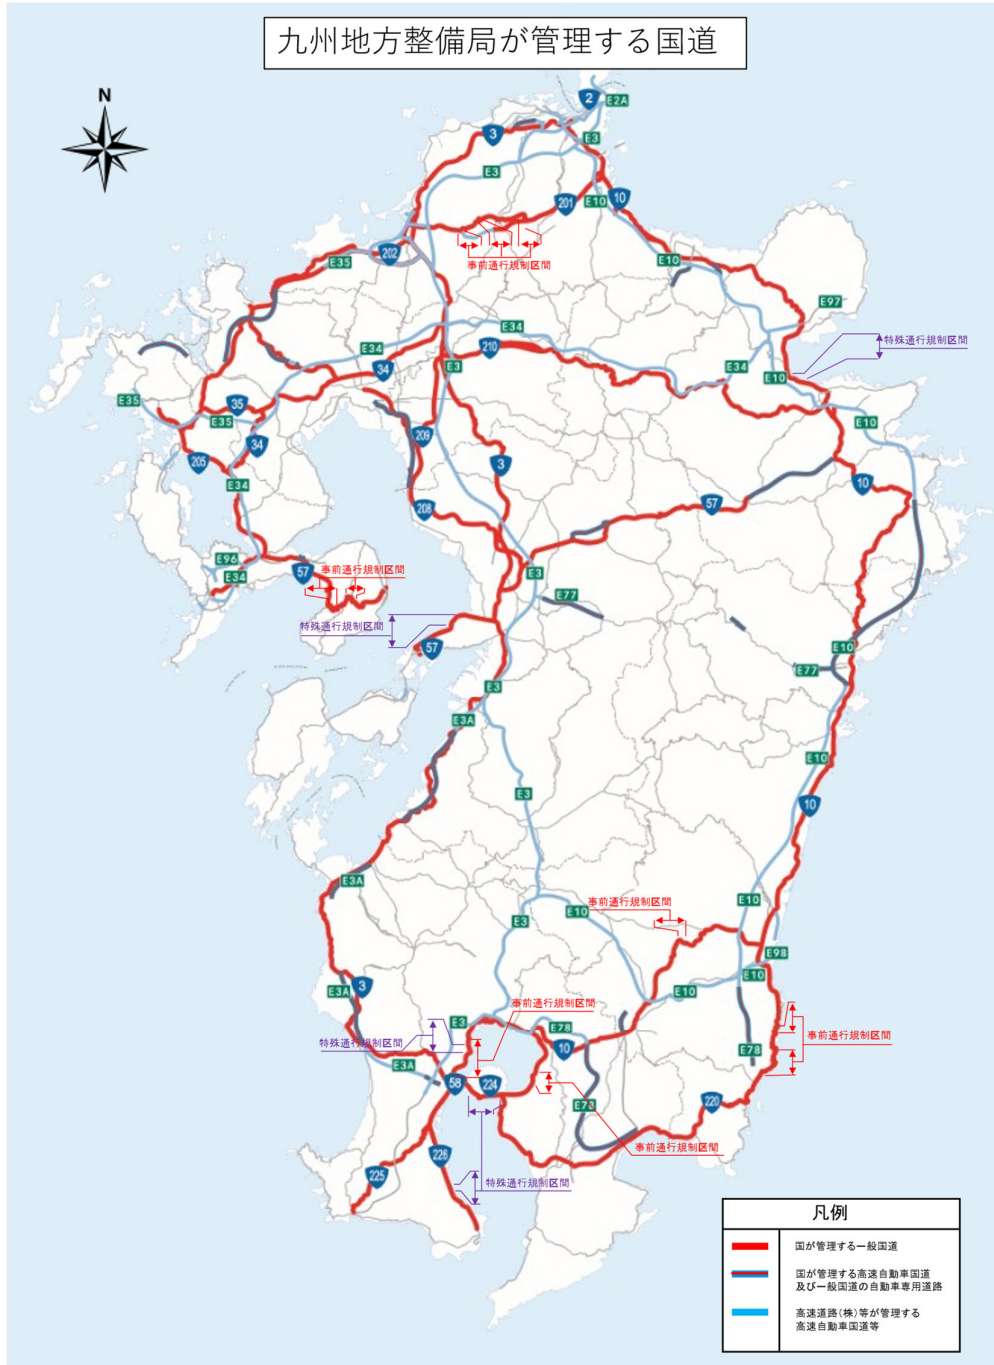 九州地方整備局が管理する国道
N
2
E2A
3
E3
E3
10
201
E10
202
E35
事前通行規制区間
E10
E97
E34
特殊通行規制区間
210
E34
34
E3
E34
E10
E35
35
E35
209
E10
34
205
3
E34
10
208
57
E96
57
事前通行規制区間
E34
E3
E77
特殊通行規制区間
57
E10
E77
E3
E3A
E10
E3
10
E3A
E10
事前通行規制区間
E3
E10
E98
E10
3
E3A
E10
事前通行規制区間
E3
E78
事前通行規制区間
特殊通行規制区間
10
E78
E3A
58
224
220
E78
事前通行規制区間
226
225
特殊通行規制区間
凡例
国が管理する一般国道
国が管理する高速自動車国道
及び一般国道の自動車専用道路
高速道路(株)等が管理する
高速自動車国道等